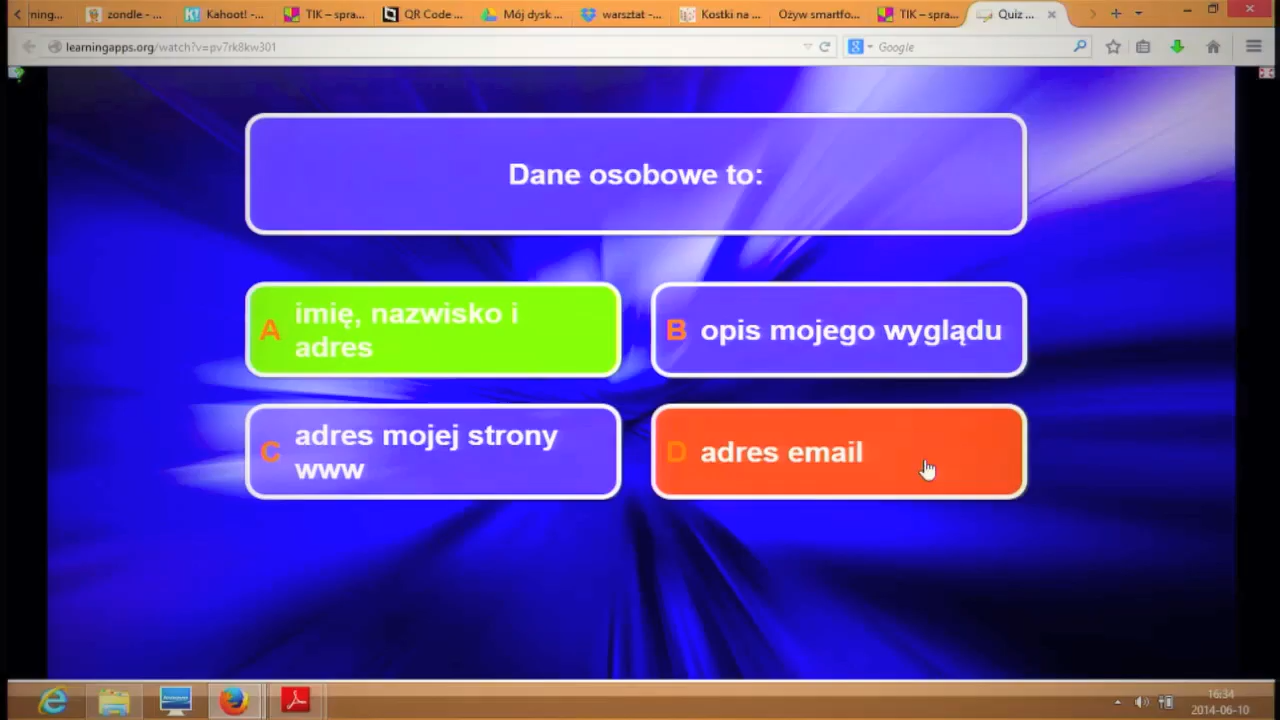 ning...
zondle - ...
Kahoot! -...
TIK – spra...
QR Code ...
Mój dysk ...
warsztat -...
Kostki na ...
Ożyw smartfo...
TIK – spra...
Quiz ...
learningapps.org/watch?v=pv7rk8kw301
Google
Dane osobowe to:
A imię, nazwisko i
adres
B opis mojego wyglądu
C adres mojej strony
www
D adres email
16:34
2014-06-10